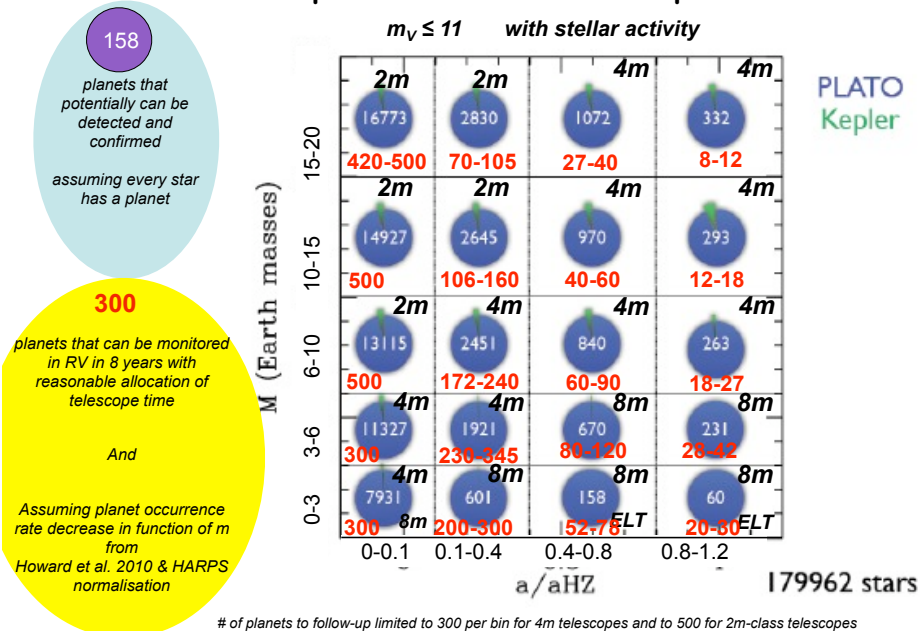 m_V ≤ 11 with stellar activity
158
planets that
potentially can be
detected and
confirmed
assuming every star
has a planet
300
planets that can be monitored
in RV in 8 years with
reasonable allocation of
telescope time
And
Assuming planet occurrence
rate decrease in function of m
from
Howard et al. 2010 & HARPS
normalisation
PLATO
Kepler
M (Earth masses)
15-20
2m 2m 4m 4m
16773 2830 1072 332
420-500 70-105 27-40 8-12
10-15
2m 2m 4m 4m
14927 2645 970 293
500 106-160 40-60 12-18
6-10
2m 4m 4m 4m
13115 2451 840 263
500 172-240 60-90 18-27
3-6
4m 4m 8m 8m
11327 1921 670 231
300 230-345 80-120 28-42
0-3
4m 8m 8m 8m
7931 601 158 60
300 8m 200-300 52-78 ELT 20-30 ELT
0-0.1 0.1-0.4 0.4-0.8 0.8-1.2
a/aHZ
179962 stars
# of planets to follow-up limited to 300 per bin for 4m telescopes and to 500 for 2m-class telescopes